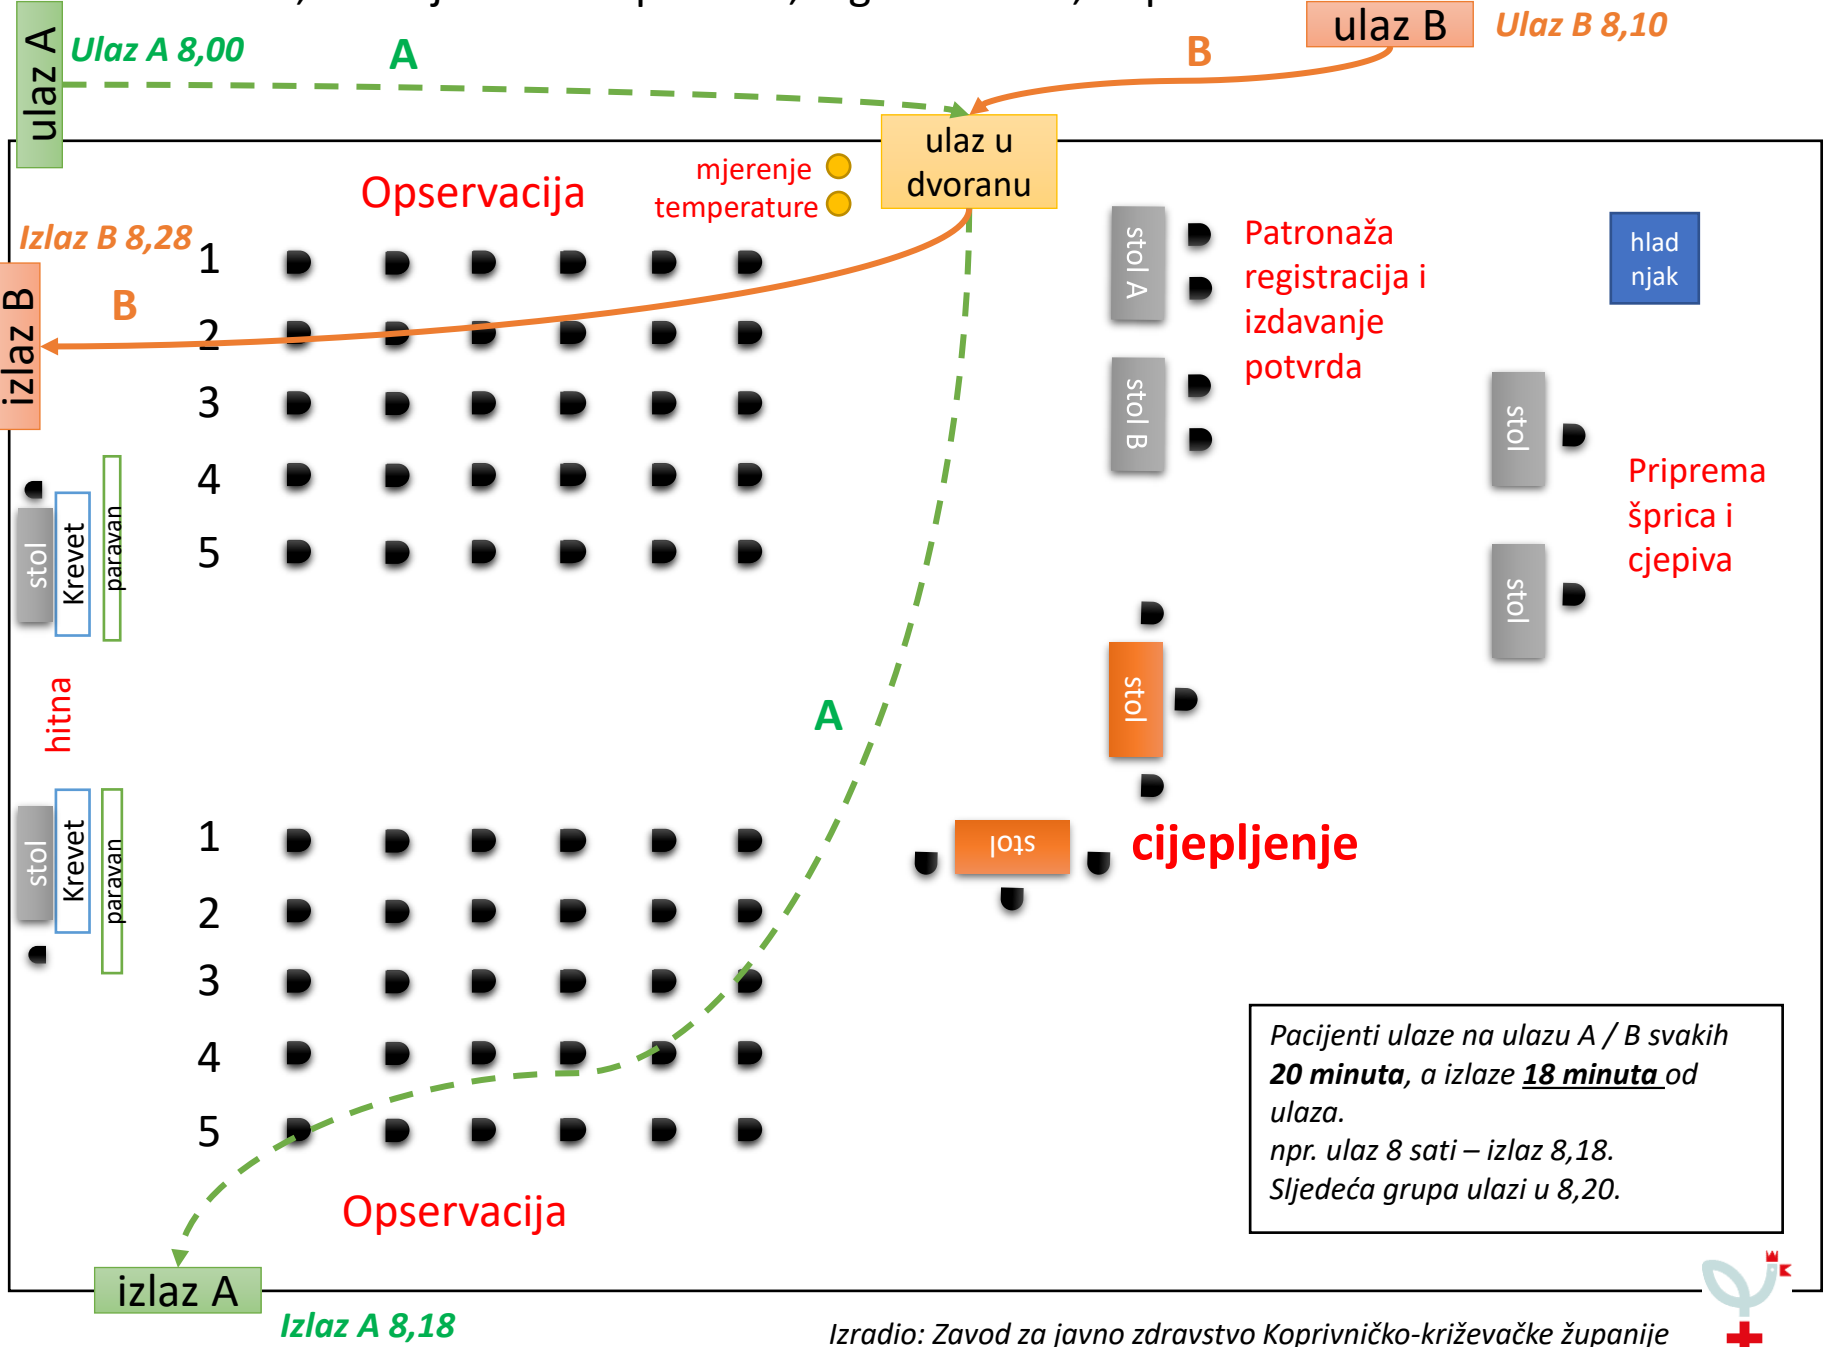 ulaz A
Ulaz A 8,00
A
B
ulaz B
Ulaz B 8,10
ulaz u
dvoranu
mjerenje
temperature
Opservacija
Izlaz B 8,28
izlaz B
B
1
2
3
4
5
stol A
stol B
Patronaža
registracija i
izdavanje
potvrda
hlad
njak
stol
stol
Priprema
šprica i
cjepiva
stol
Krevet
paravan
hitna
stol
Krevet
paravan
A
stol
stol
cijepljenje
1
2
3
4
5
Opservacija
Pacijenti ulaze na ulazu A / B svakih
20 minuta, a izlaze 18 minuta od
ulaza.
npr. ulaz 8 sati – izlaz 8,18.
Sljedeća grupa ulazi u 8,20.
izlaz A
Izlaz A 8,18
Izradio: Zavod za javno zdravstvo Koprivničko-križevačke županije